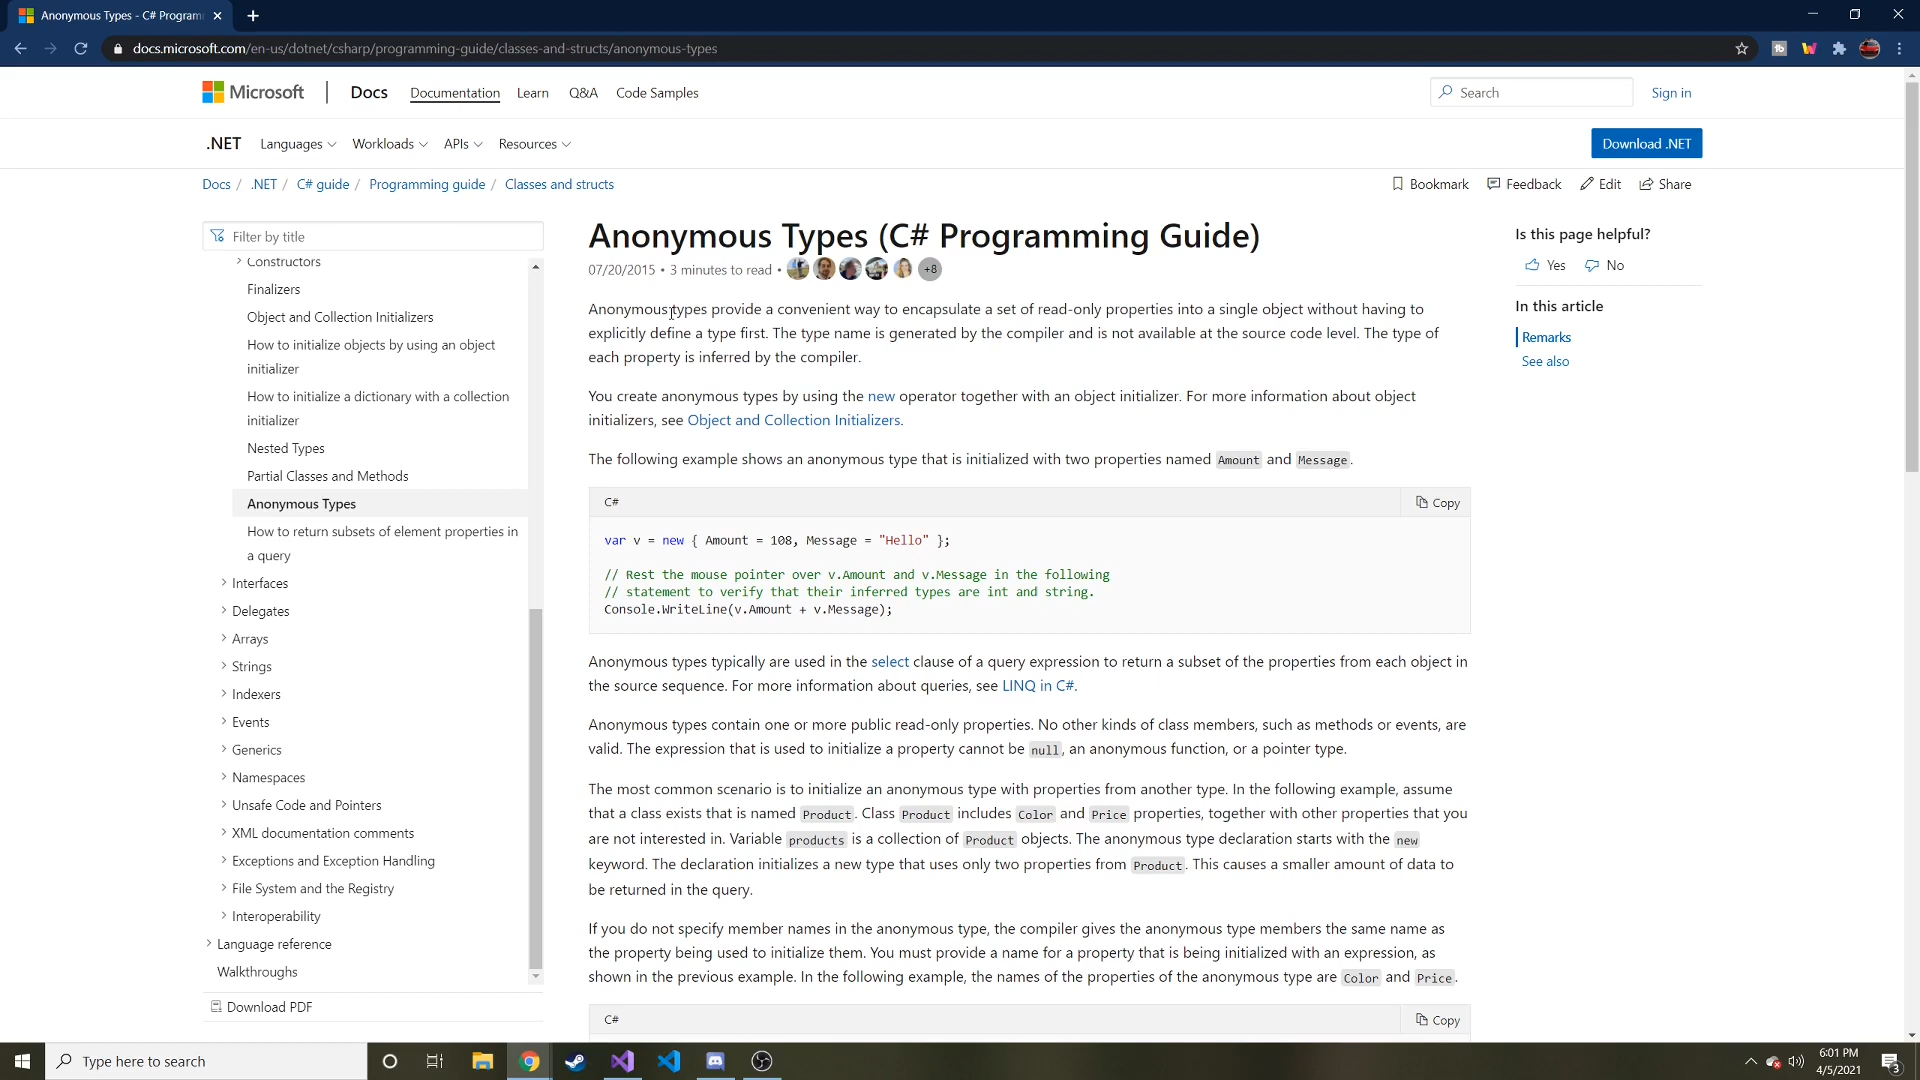 Anonymous Types - C# Programm
docs.microsoft.com/en-us/dotnet/csharp/programming-guide/classes-and-structs/anonymous-types
Microsoft Docs Documentation Learn Q&A Code Samples Search Sign in
.NET Languages Workloads APIs Resources Download .NET
Docs / .NET / C# guide / Programming guide / Classes and structs Bookmark Feedback Edit Share
Filter by title
Constructors
Finalizers
Object and Collection Initializers
How to initialize objects by using an object
initializer
How to initialize a dictionary with a collection
initializer
Nested Types
Partial Classes and Methods
Anonymous Types
How to return subsets of element properties in
a query
Interfaces
Delegates
Arrays
Strings
Indexers
Events
Generics
Namespaces
Unsafe Code and Pointers
XML documentation comments
Exceptions and Exception Handling
File System and the Registry
Interoperability
Language reference
Walkthroughs
Download PDF
Anonymous Types (C# Programming Guide)
07/20/2015 • 3 minutes to read • +8
Anonymous types provide a convenient way to encapsulate a set of read-only properties into a single object without having to
explicitly define a type first. The type name is generated by the compiler and is not available at the source code level. The type of
each property is inferred by the compiler.
You create anonymous types by using the new operator together with an object initializer. For more information about object
initializers, see Object and Collection Initializers.
The following example shows an anonymous type that is initialized with two properties named Amount and Message.
C# Copy
var v = new { Amount = 108, Message = "Hello" };
// Rest the mouse pointer over v.Amount and v.Message in the following
// statement to verify that their inferred types are int and string.
Console.WriteLine(v.Amount + v.Message);
Anonymous types typically are used in the select clause of a query expression to return a subset of the properties from each object in
the source sequence. For more information about queries, see LINQ in C#.
Anonymous types contain one or more public read-only properties. No other kinds of class members, such as methods or events, are
valid. The expression that is used to initialize a property cannot be null, an anonymous function, or a pointer type.
The most common scenario is to initialize an anonymous type with properties from another type. In the following example, assume
that a class exists that is named Product. Class Product includes Color and Price properties, together with other properties that you
are not interested in. Variable products is a collection of Product objects. The anonymous type declaration starts with the new
keyword. The declaration initializes a new type that uses only two properties from Product. This causes a smaller amount of data to
be returned in the query.
If you do not specify member names in the anonymous type, the compiler gives the anonymous type members the same name as
the property being used to initialize them. You must provide a name for a property that is being initialized with an expression, as
shown in the previous example. In the following example, the names of the properties of the anonymous type are Color and Price.
C# Copy
Is this page helpful?
Yes No
In this article
Remarks
See also
Type here to search
6:01 PM
4/5/2021
3